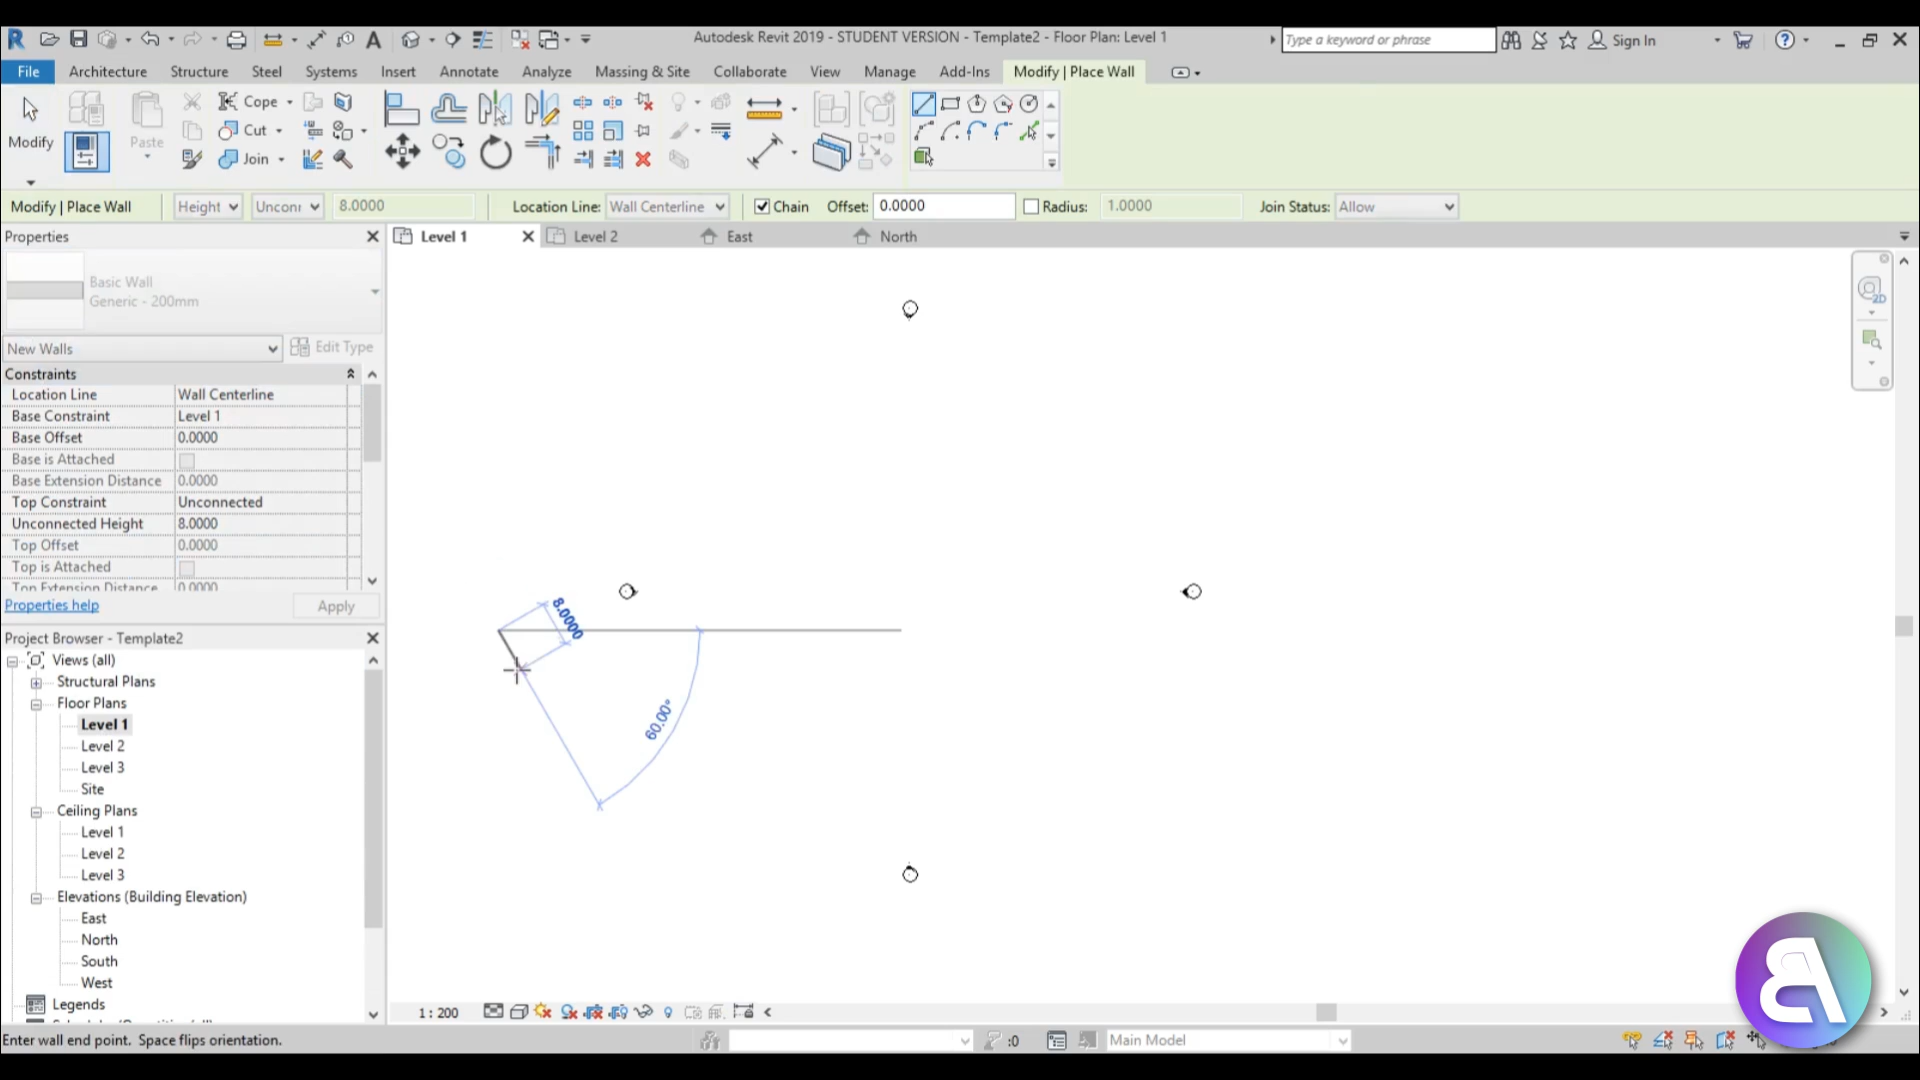 Autodesk Revit 2019 - STUDENT VERSION - Template2 - Floor Plan: Level 1
Type a keyword or phrase
Sign In
File Architecture Structure Steel Systems Insert Annotate Analyze Massing & Site Collaborate View Manage Add-Ins Modify | Place Wall
Cope
Modify
Paste
Cut
Join
Modify | Place Wall Height Unconr 8.0000 Location Line: Wall Centerline Chain Offset: 0.0000 Radius: 1.0000 Join Status: Allow
Properties
Level 1 Level 2 East North
Basic Wall
Generic - 200mm
New Walls Edit Type
Constraints
Location Line Wall Centerline
Base Constraint Level 1
Base Offset 0.0000
Base is Attached
Base Extension Distance 0.0000
Top Constraint Unconnected
Unconnected Height 8.0000
Top Offset 0.0000
Top is Attached
Top Extension Distance 0.0000
Properties help Apply
Project Browser - Template2
Views (all)
Structural Plans
Floor Plans
Level 1
Level 2
Level 3
Site
Ceiling Plans
Level 1
Level 2
Level 3
Elevations (Building Elevation)
East
North
South
West
Legends
8.0000
60.00°
2D
1 : 200
Enter wall end point. Space flips orientation.
:0
Main Model